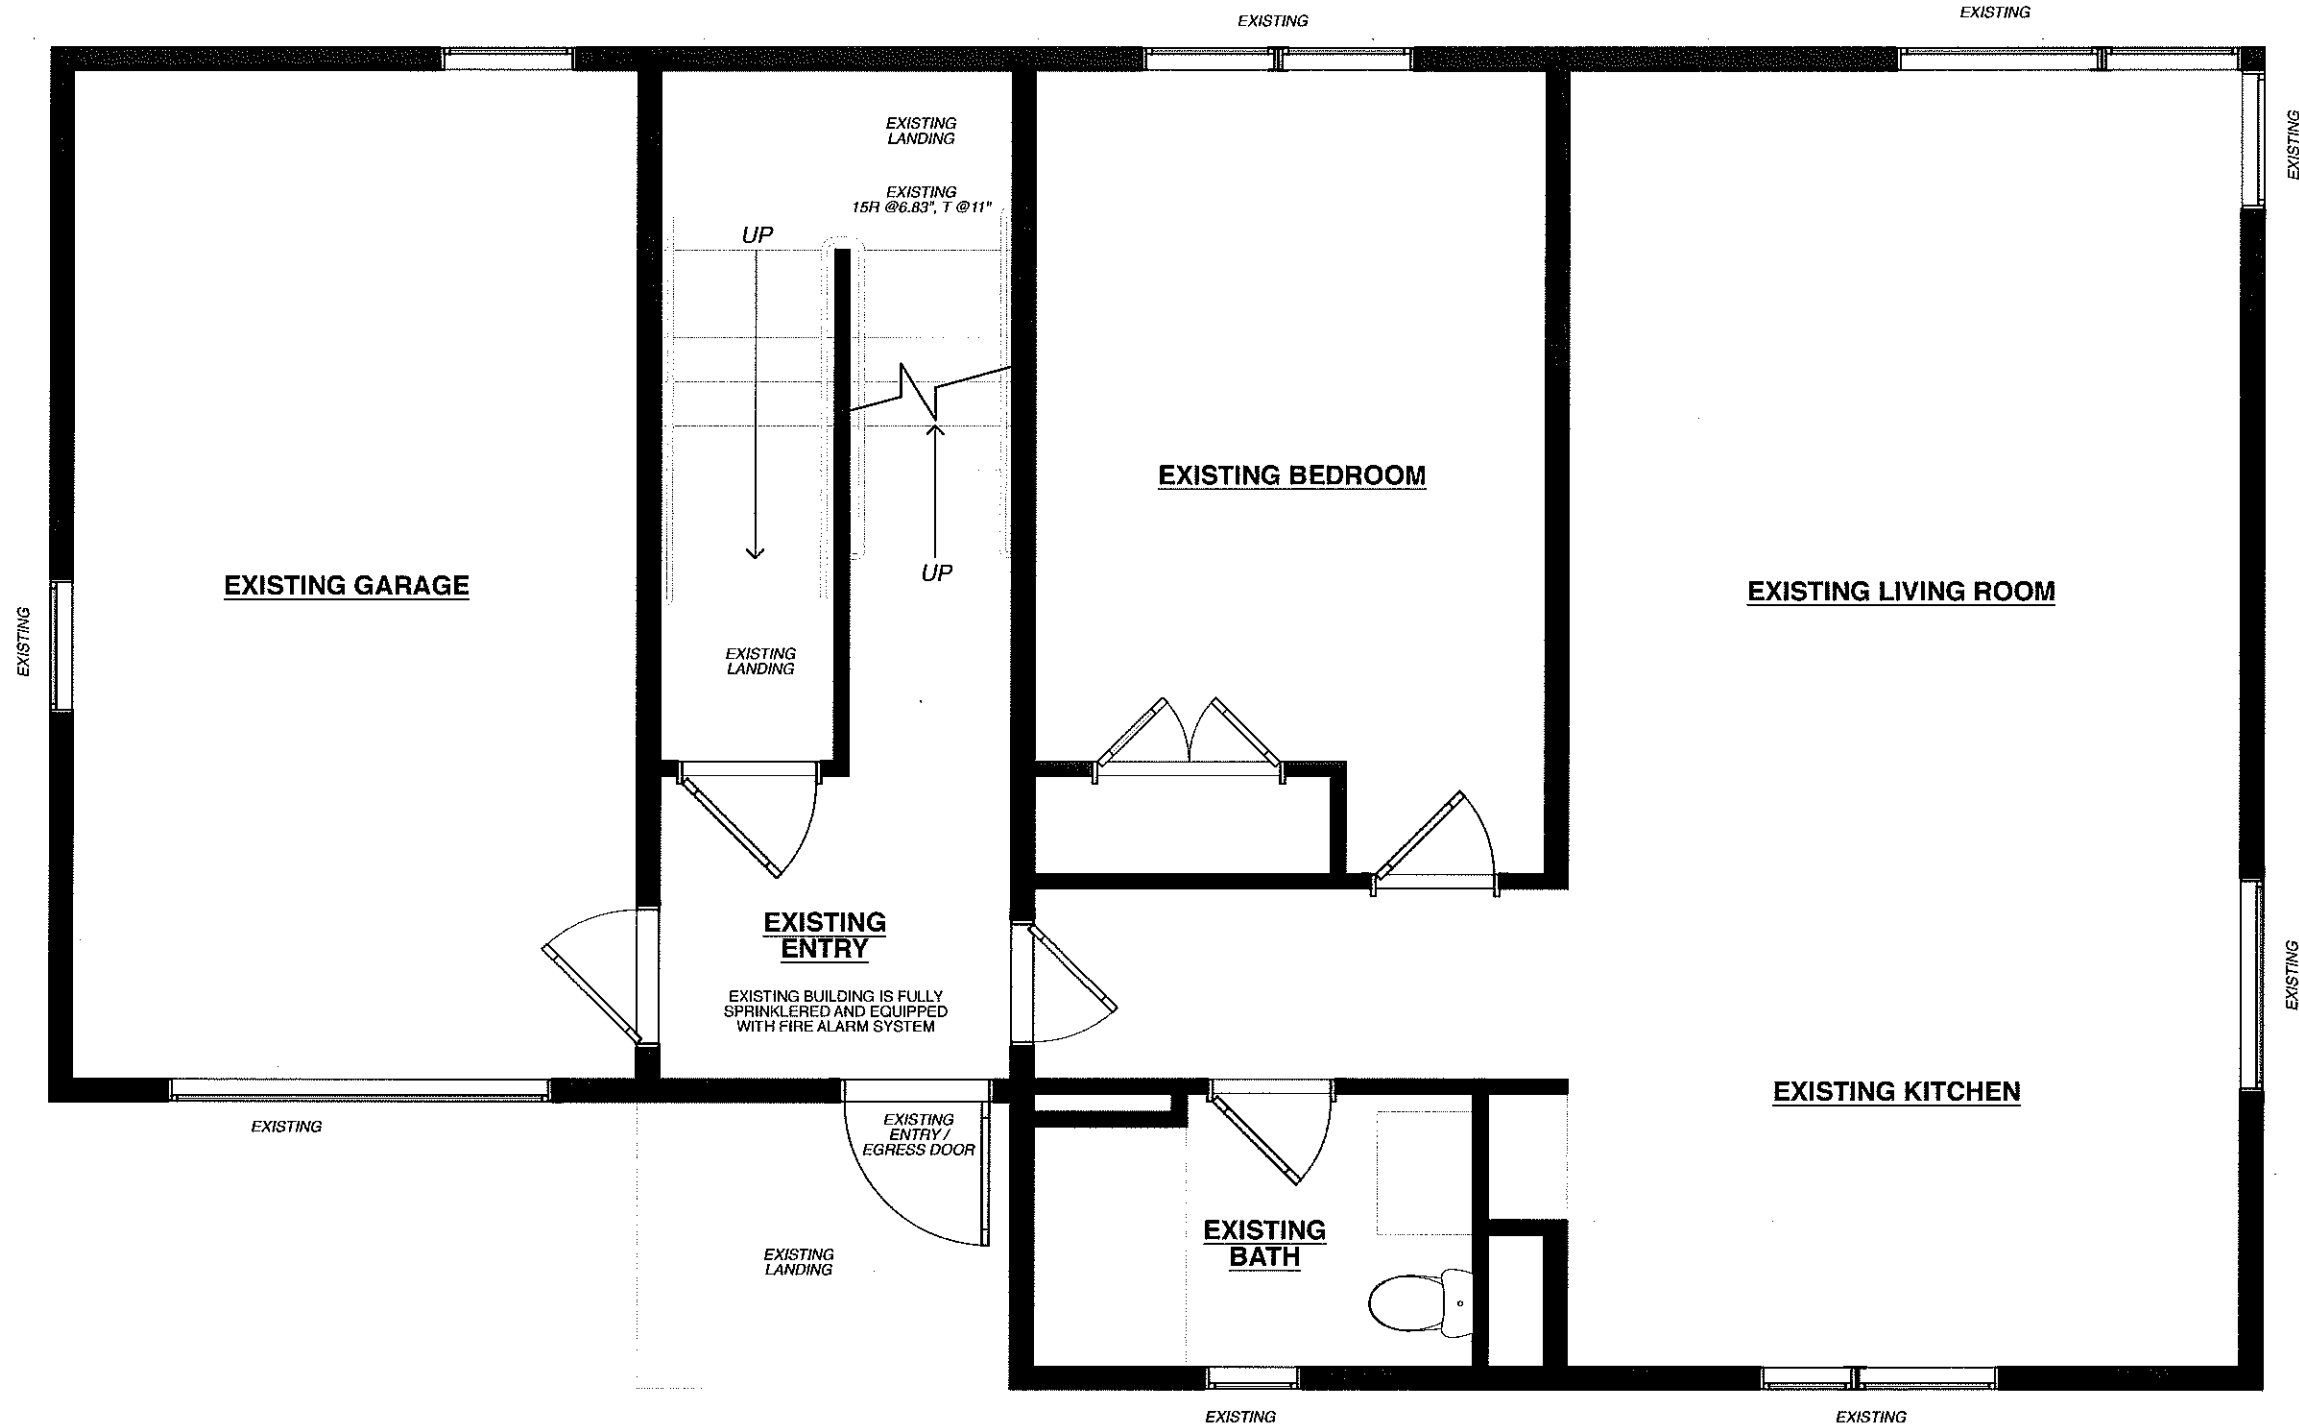 EXISTING
EXISTING
EXISTING
LANDING
EXISTING
EXISTING
15R @6.83", T @11"
UP
EXISTING BEDROOM
UP
EXISTING GARAGE
EXISTING LIVING ROOM
EXISTING
EXISTING
LANDING
EXISTING
ENTRY
EXISTING BUILDING IS FULLY
SPRINKLERED AND EQUIPPED
WITH FIRE ALARM SYSTEM
EXISTING
EXISTING KITCHEN
EXISTING
EXISTING
ENTRY /
EGRESS DOOR
EXISTING
BATH
EXISTING
LANDING
EXISTING
EXISTING